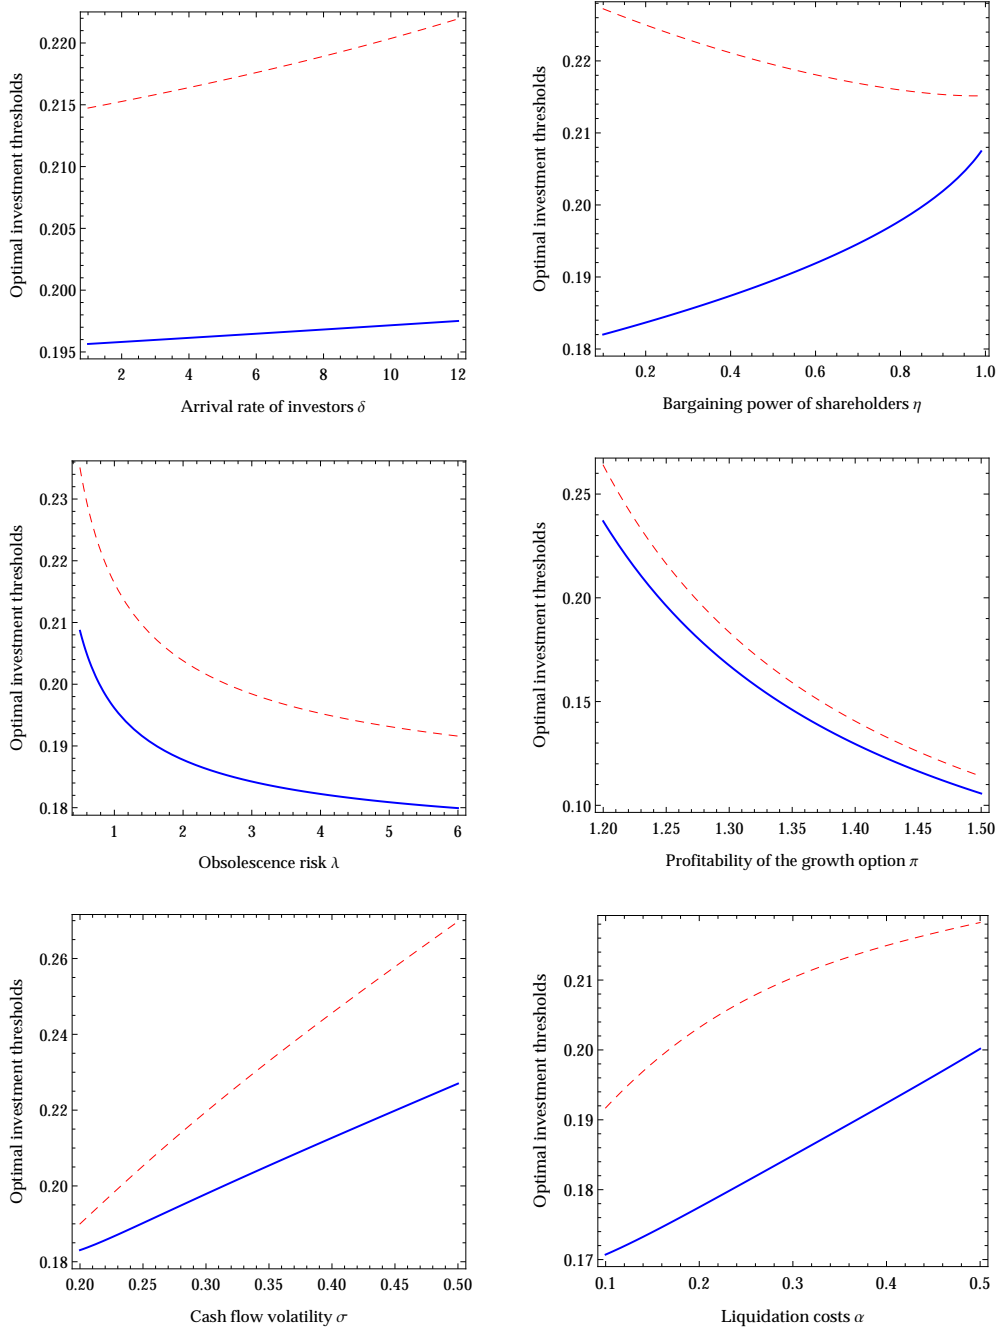 Optimal investment thresholds
0.220
0.215
0.210
0.205
0.200
0.195
2 4 6 8 10 12
Arrival rate of investors δ
Optimal investment thresholds
0.22
0.21
0.20
0.19
0.18
0.2 0.4 0.6 0.8 1.0
Bargaining power of shareholders η
Optimal investment thresholds
0.23
0.22
0.21
0.20
0.19
0.18
1 2 3 4 5 6
Obsolescence risk λ
Optimal investment thresholds
0.25
0.20
0.15
0.10
1.20 1.25 1.30 1.35 1.40 1.45 1.50
Profitability of the growth option π
Optimal investment thresholds
0.26
0.24
0.22
0.20
0.18
0.20 0.25 0.30 0.35 0.40 0.45 0.50
Cash flow volatility σ
Optimal investment thresholds
0.21
0.20
0.19
0.18
0.17
0.1 0.2 0.3 0.4 0.5
Liquidation costs α